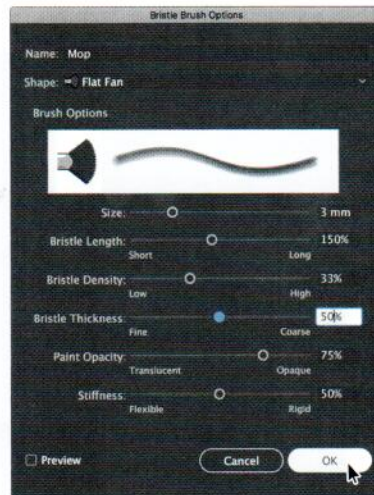 Bristle Brush Options
Name: Mop
Shape: Flat Fan
Brush Options
Size: 3 mm
Bristle Length: 150%
Short Long
Bristle Density: 33%
Low High
Bristle Thickness: 50%
Fine Coarse
Paint Opacity: 75%
Translucent Opaque
Stiffness: 50%
Flexible Rigid
Preview Cancel OK